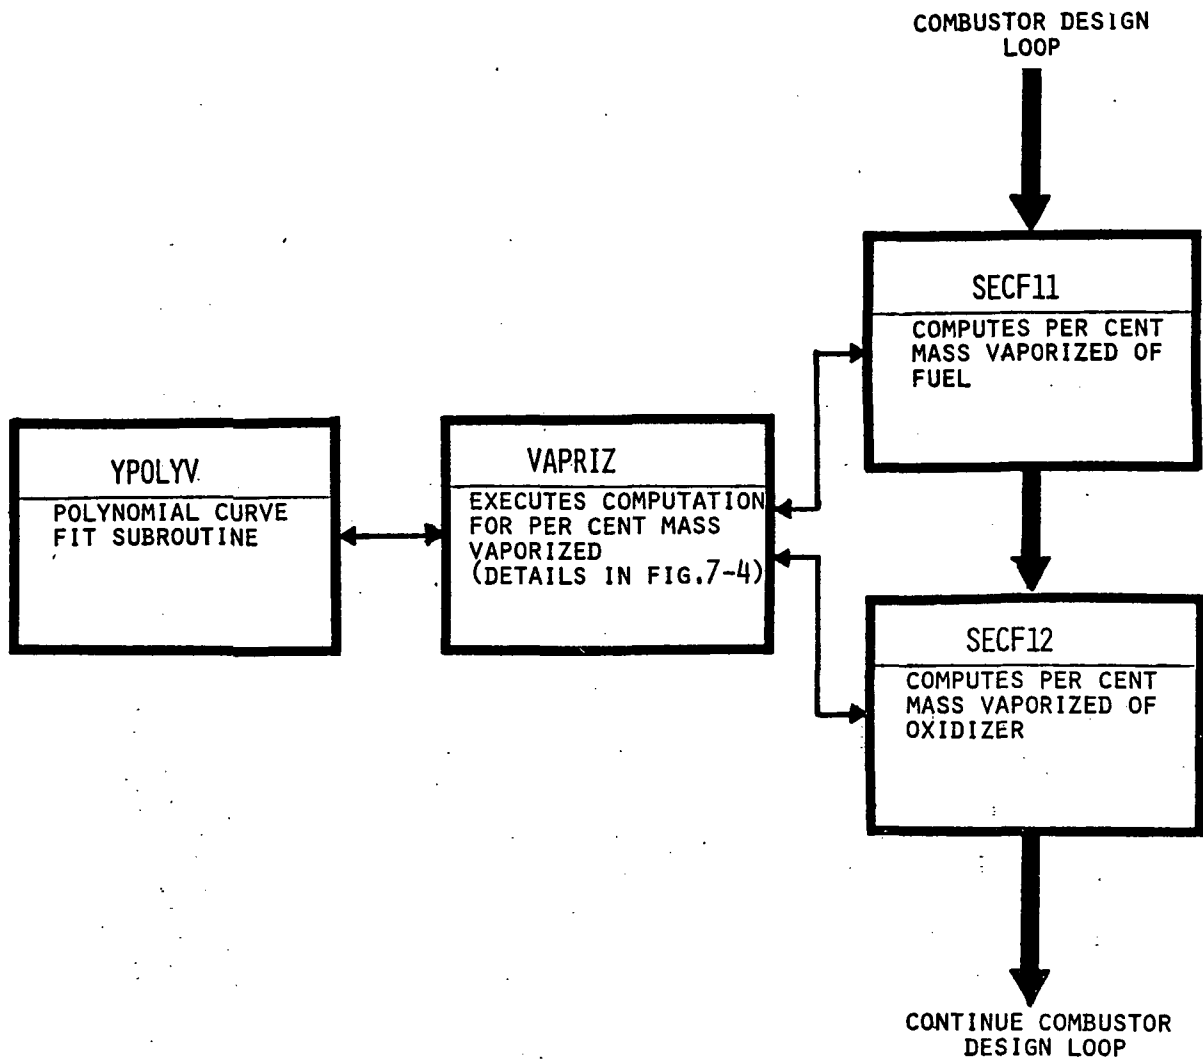 COMBUSTOR DESIGN
LOOP
SECF11
COMPUTES PER CENT
MASS VAPORIZED OF
FUEL
YPOLYV
POLYNOMIAL CURVE
FIT SUBROUTINE
VAPRIZ
EXECUTES COMPUTATION
FOR PER CENT MASS
VAPORIZED
(DETAILS IN FIG.7-4)
SECF12
COMPUTES PER CENT
MASS VAPORIZED OF
OXIDIZER
CONTINUE COMBUSTOR
DESIGN LOOP